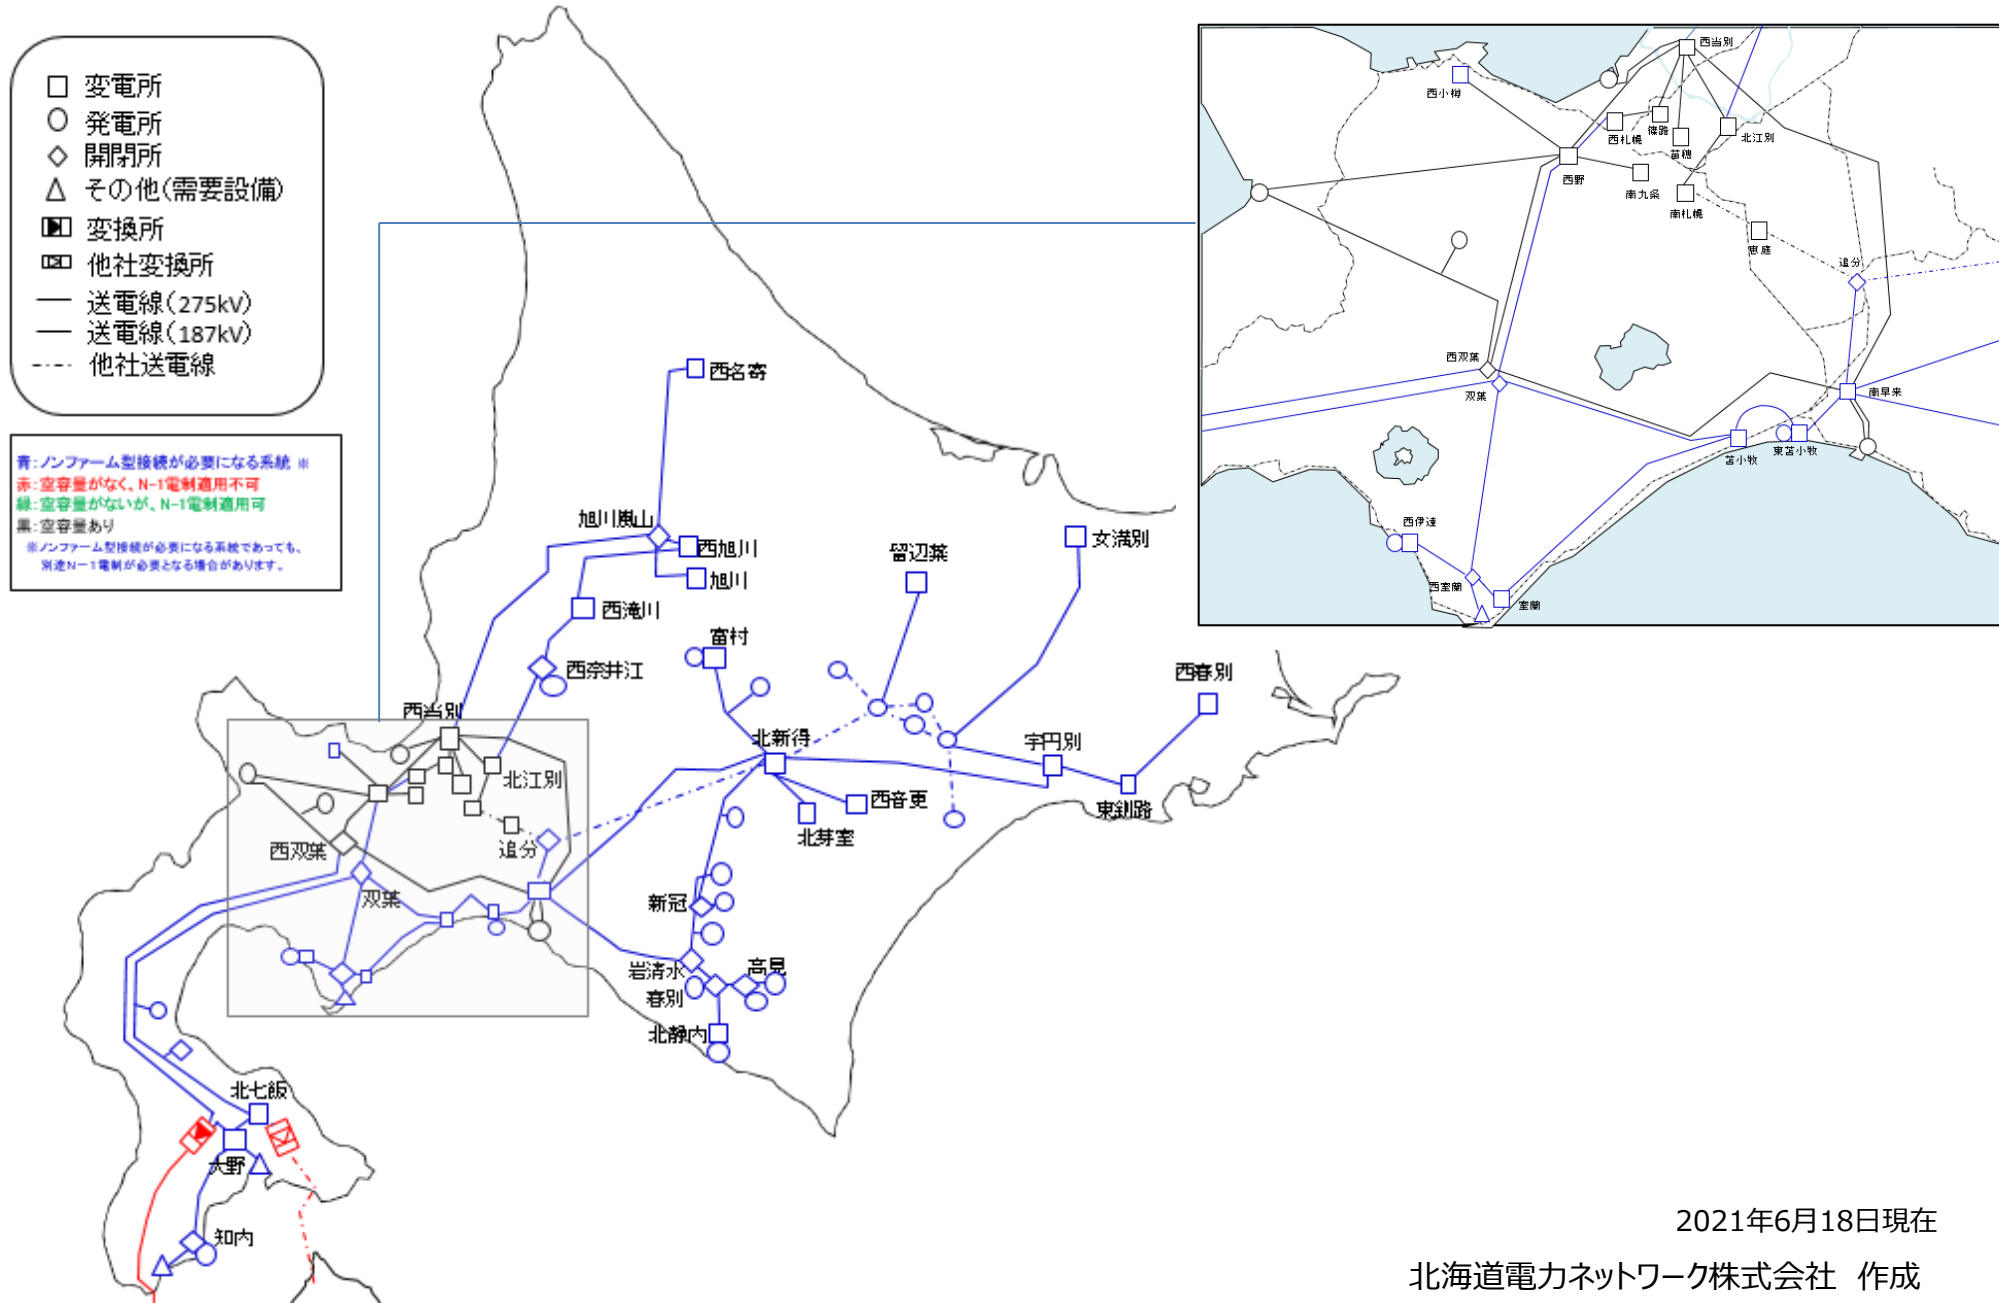 変電所
発電所
開閉所
その他(需要設備)
変換所
他社変換所
送電線(275kV)
送電線(187kV)
他社送電線
青:ノンファーム型接続が必要になる系統 ※
赤:空容量がなく、N-1電制適用不可
緑:空容量がないが、N-1電制適用可
黒:空容量あり
※ノンファーム型接続が必要になる系統であっても、
別途N-1電制が必要となる場合があります。
西当別
西小樽
西札幌
篠路
苗穂
北江別
西野
南九条
南札幌
恵庭
追分
西双葉
双葉
南早来
苫小牧
東苫小牧
西伊達
西室蘭
室蘭
西名寄
旭川嵐山
西旭川
旭川
西滝川
西奈井江
留辺蘂
女満別
富村
西春別
西当別
北新得
宇円別
北江別
西音更
東釧路
北芽室
西双葉
追分
双葉
新冠
岩清水
高見
春別
北静内
北七飯
大野
知内
2021年6月18日現在
北海道電力ネットワーク株式会社 作成